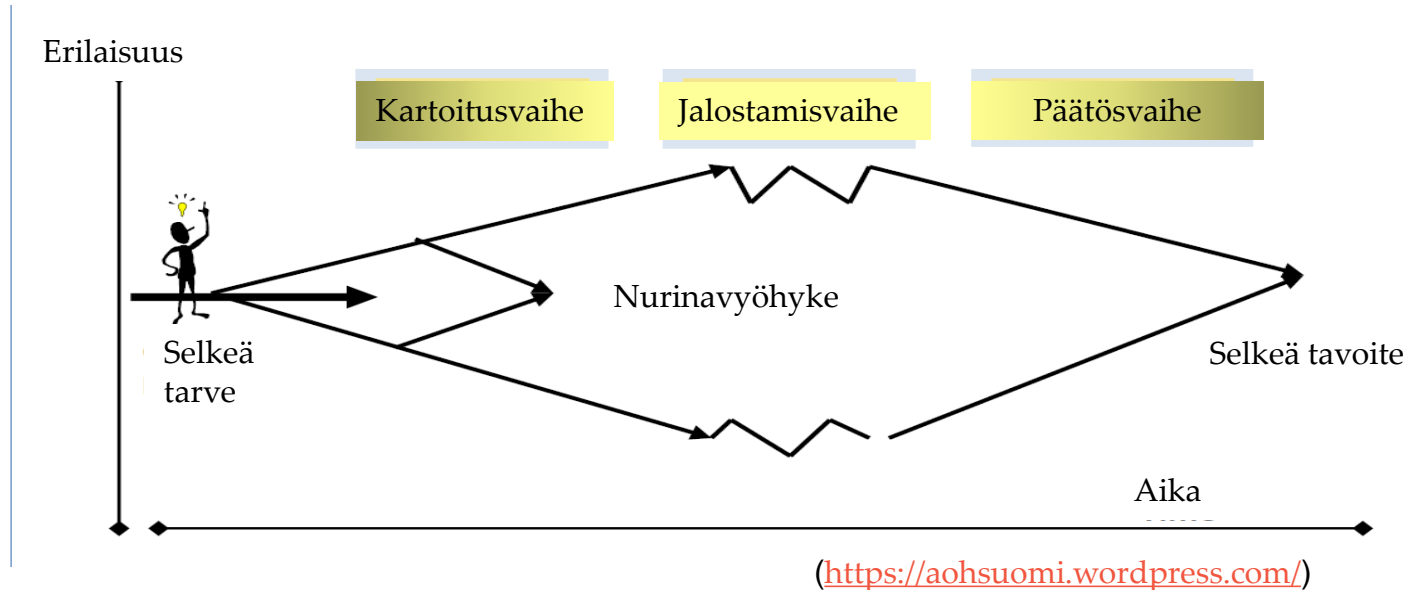 Erilaisuus
Kartoitusvaihe
Jalostamisvaihe
Päätösvaihe
Nurinavyöhyke
Selkeä
tarve
Selkeä tavoite
Aika
(https://aohsuomi.wordpress.com/)